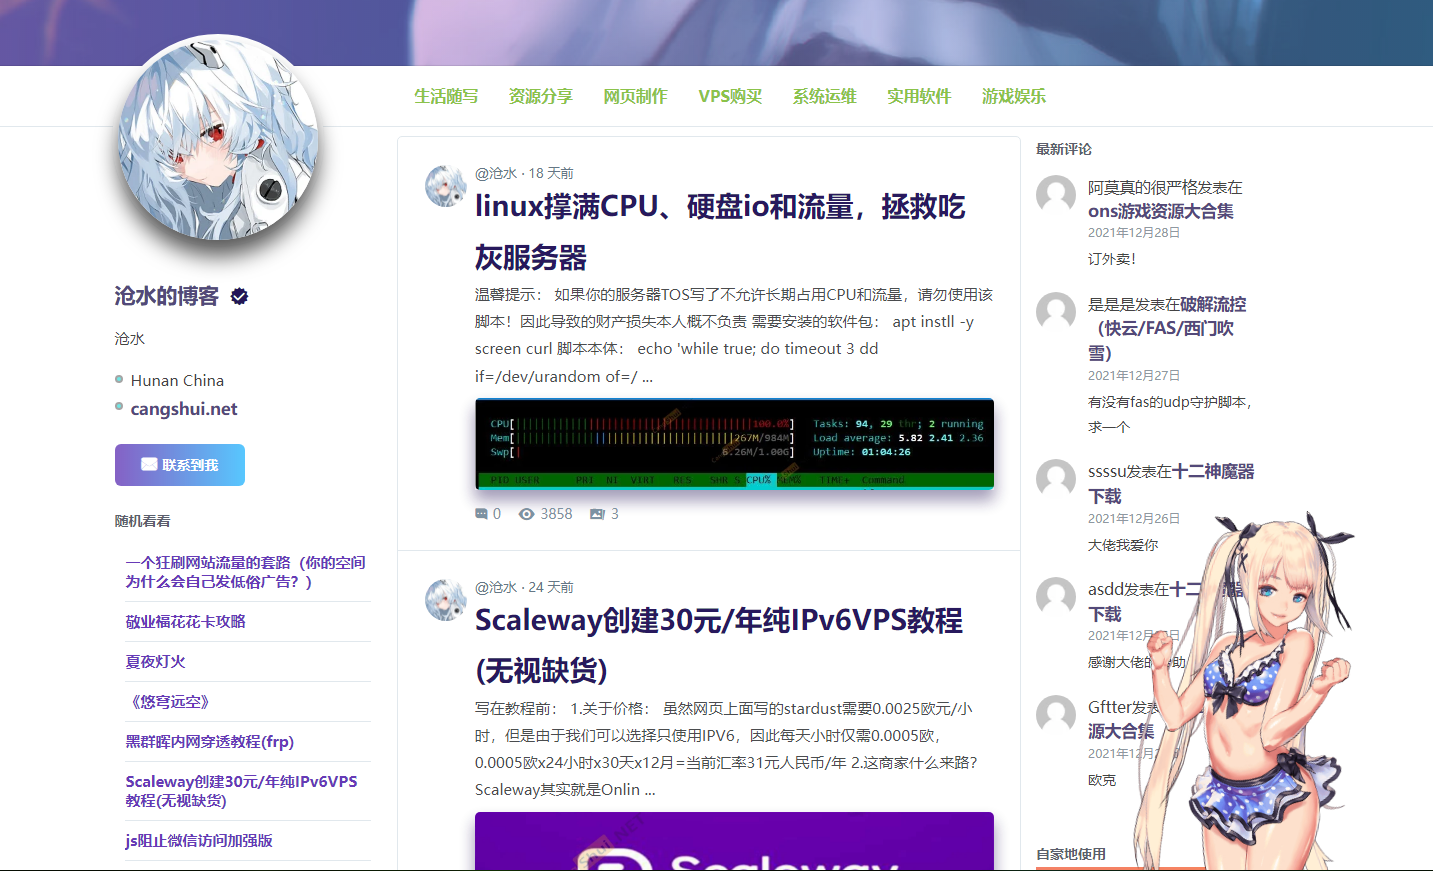 生活随写 资源分享 网页制作 VPS购买 系统运维 实用软件 游戏娱乐
沧水的博客
沧水
Hunan China
cangshui.net
联系到我
随机看看
一个狂刷网站流量的套路（你的空间
为什么会自己发低俗广告？）
敬业福花花卡攻略
夏夜灯火
《悠穹远空》
黑群晖内网穿透教程(frp)
Scaleway创建30元/年纯IPv6VPS
教程(无视缺货)
js阻止微信访问加强版
@沧水 · 18 天前
linux撑满CPU、硬盘io和流量，拯救吃
灰服务器
温馨提示： 如果你的服务器TOS写了不允许长期占用CPU和流量，请勿使用该
脚本！因此导致的财产损失本人概不负责 需要安装的软件包： apt instll -y
screen curl 脚本本体： echo 'while true; do timeout 3 dd
if=/dev/urandom of=/ ...
CPU[ 100.0%] Tasks: 94, 29 thr; 2 running
Mem[ 267M/984M] Load average: 5.82 2.41 2.36
Swp[ 6.26M/1.00G] Uptime: 01:04:26
PID USER PRI NI VIRT RES SHR S CPU% MEM% TIME+ Command
0 3858 3
@沧水 · 24 天前
Scaleway创建30元/年纯IPv6VPS教程
(无视缺货)
写在教程前： 1.关于价格： 虽然网页上面写的stardust需要0.0025欧元/小
时，但是由于我们可以选择只使用IPV6，因此每天小时仅需0.0005欧，
0.0005欧x24小时x30天x12月=当前汇率31元人民币/年 2.这商家什么来路?
Scaleway其实就是Onlin ...
Scaleway
最新评论
阿莫真的很严格发表在
ons游戏资源大合集
2021年12月28日
订外卖！
是是是发表在破解流控
（快云/FAS/西门吹
雪）
2021年12月27日
有没有fas的udp守护脚本，
求一个
ssssu发表在十二神魔器
下载
2021年12月26日
大佬我爱你
asdd发表在十二 器
下载
2021年12月 日
感谢大佬的 助
Gftter发表
源大合集
2021年12月2
欧克
自家地使用